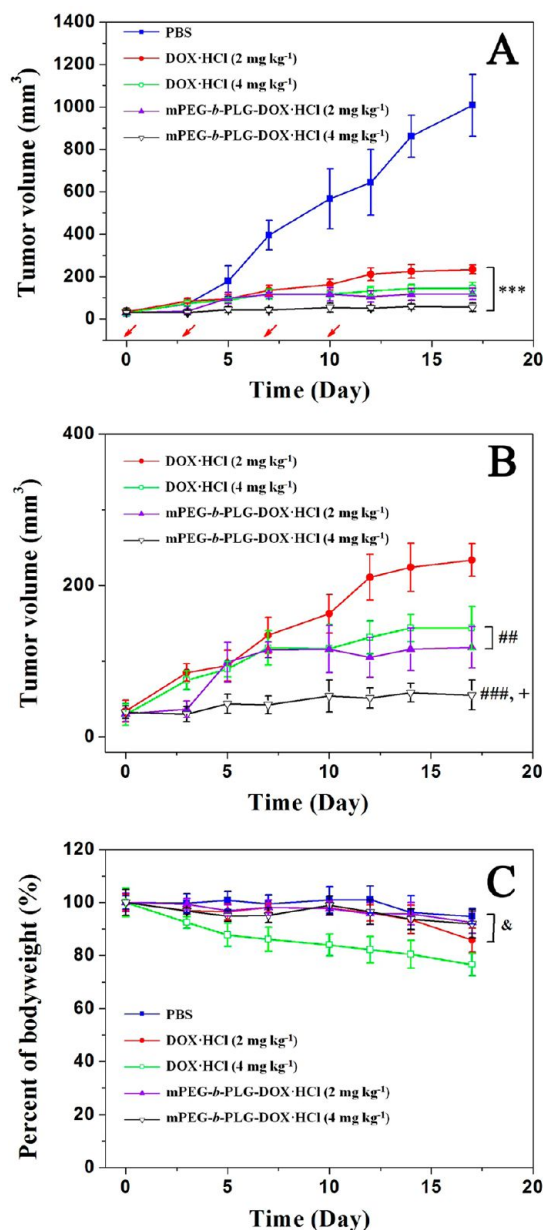 A
PBS
DOX·HCl (2 mg kg⁻¹)
DOX·HCl (4 mg kg⁻¹)
mPEG-b-PLG-DOX·HCl (2 mg kg⁻¹)
mPEG-b-PLG-DOX·HCl (4 mg kg⁻¹)
Tumor volume (mm³)
1400
1200
1000
800
600
400
200
0
***
0 5 10 15 20
Time (Day)
B
DOX·HCl (2 mg kg⁻¹)
DOX·HCl (4 mg kg⁻¹)
mPEG-b-PLG-DOX·HCl (2 mg kg⁻¹)
mPEG-b-PLG-DOX·HCl (4 mg kg⁻¹)
Tumor volume (mm³)
400
200
0
##
###, +
0 5 10 15 20
Time (Day)
C
Percent of bodyweight (%)
120
100
80
60
40
20
0
&
PBS
DOX·HCl (2 mg kg⁻¹)
DOX·HCl (4 mg kg⁻¹)
mPEG-b-PLG-DOX·HCl (2 mg kg⁻¹)
mPEG-b-PLG-DOX·HCl (4 mg kg⁻¹)
0 5 10 15 20
Time (Day)